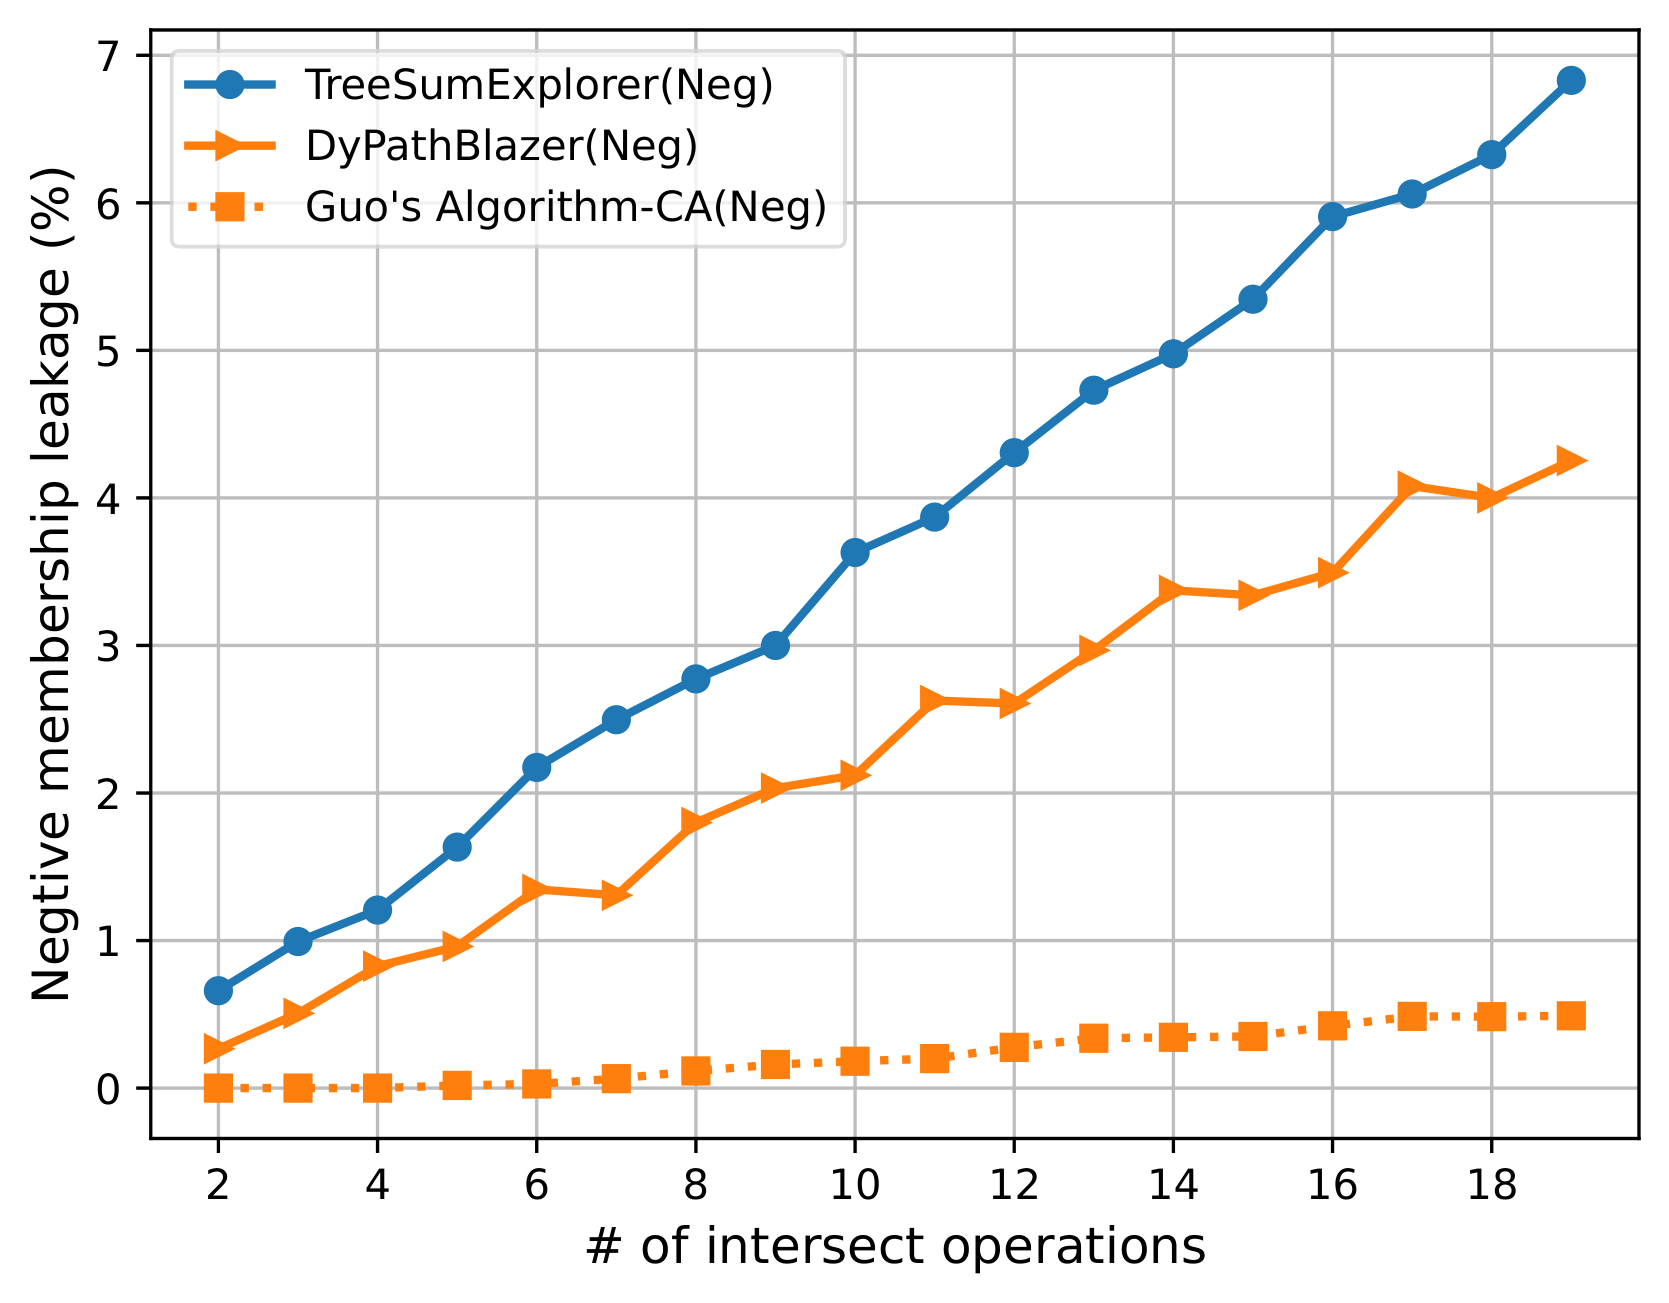 TreeSumExplorer(Neg)
DyPathBlazer(Neg)
Guo's Algorithm-CA(Neg)
Negtive membership leakage (%)
7
6
5
4
3
2
1
0
2 4 6 8 10 12 14 16 18
# of intersect operations